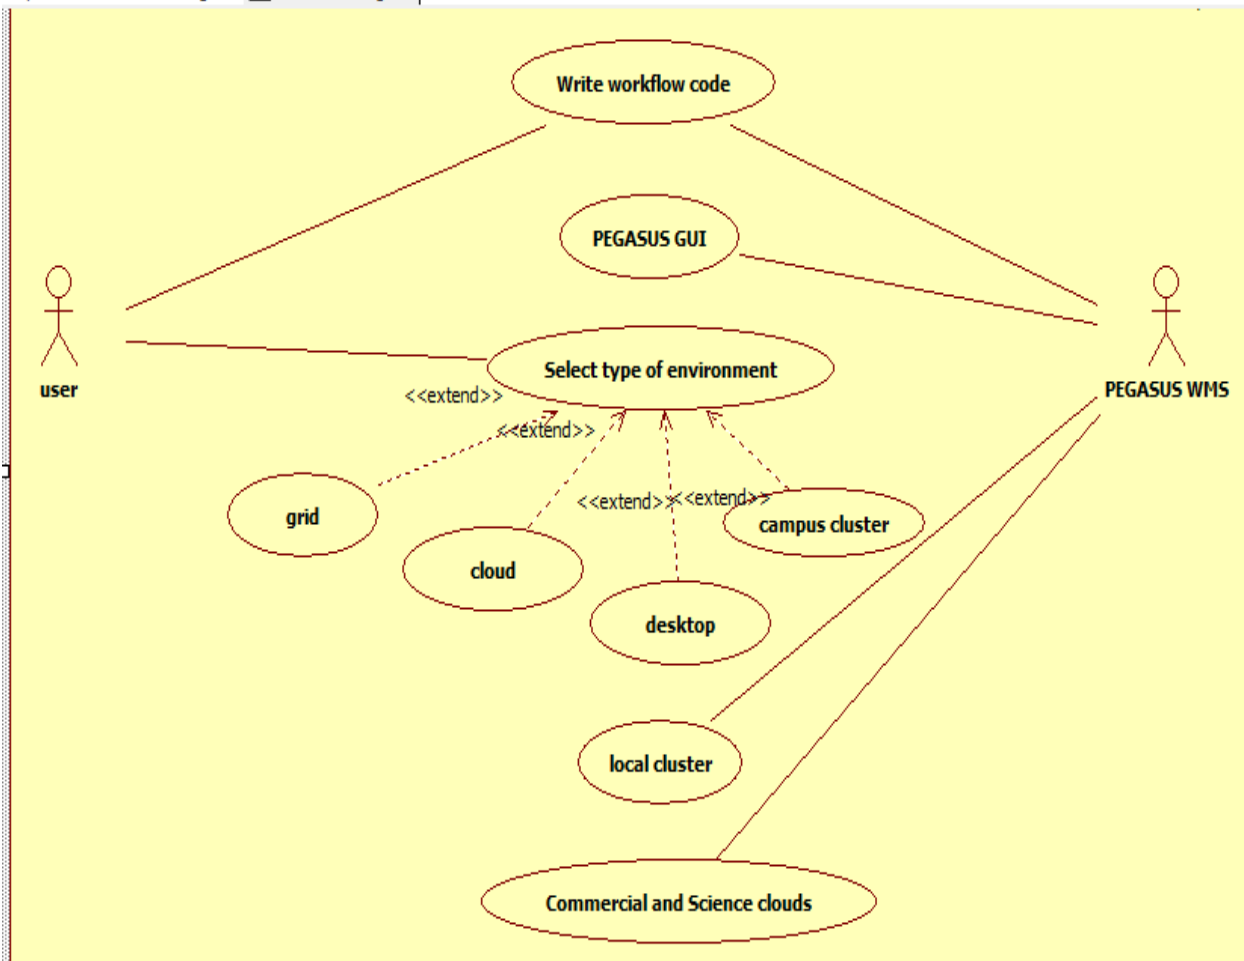 Write workflow code
PEGASUS GUI
Select type of environment
user
PEGASUS WMS
<<extend>>
<<extend>>
<<extend>>
<<extend>>
grid
cloud
campus cluster
desktop
local cluster
Commercial and Science clouds